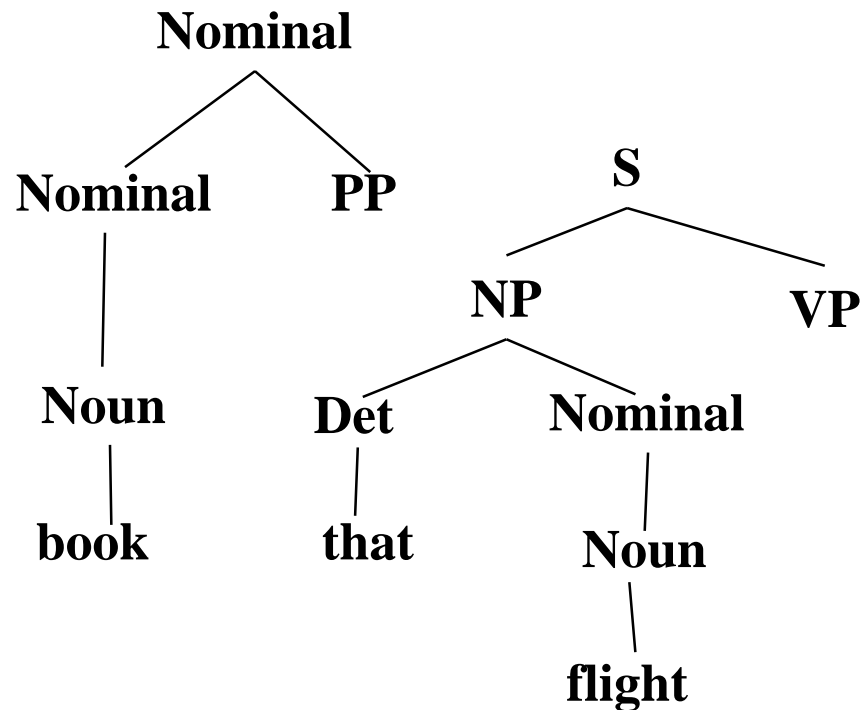 Nominal
Nominal PP S
NP VP
Noun Det Nominal
book that Noun
flight